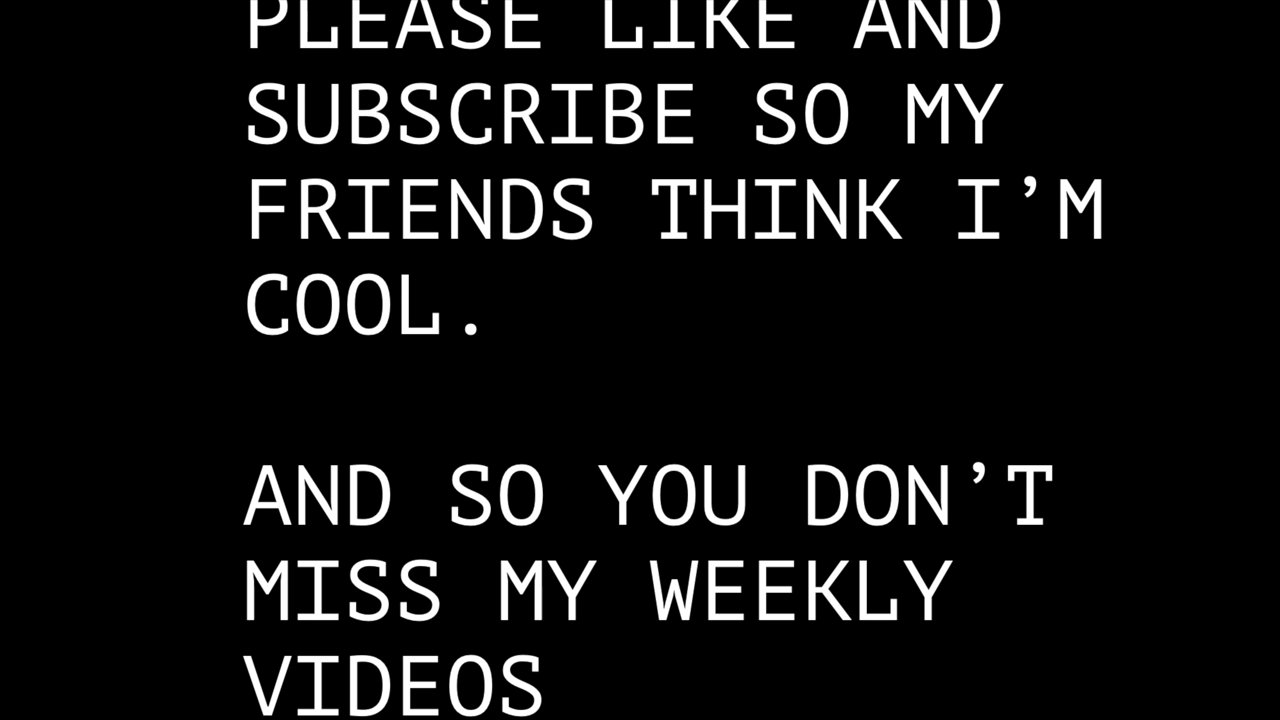 PLEASE LIKE AND
SUBSCRIBE SO MY
FRIENDS THINK I’M
COOL.
AND SO YOU DON’T
MISS MY WEEKLY
VIDEOS